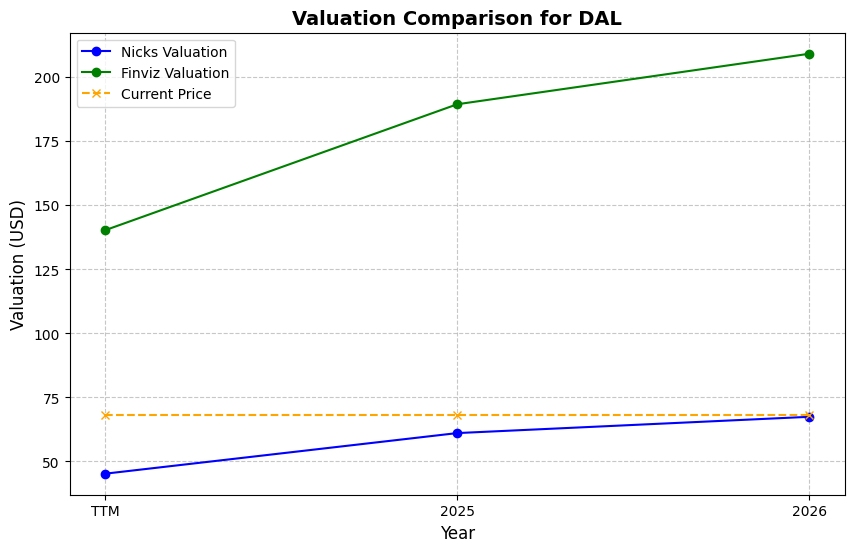 Valuation Comparison for DAL
Nicks Valuation
Finviz Valuation
Current Price
Valuation (USD)
200
175
150
125
100
75
50
TTM
2025
2026
Year